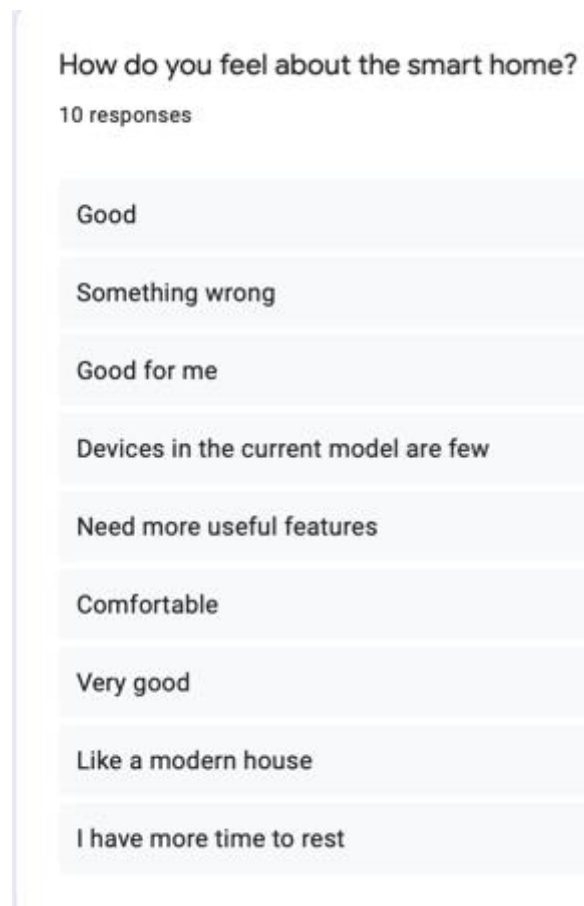 How do you feel about the smart home?
10 responses
Good
Something wrong
Good for me
Devices in the current model are few
Need more useful features
Comfortable
Very good
Like a modern house
I have more time to rest